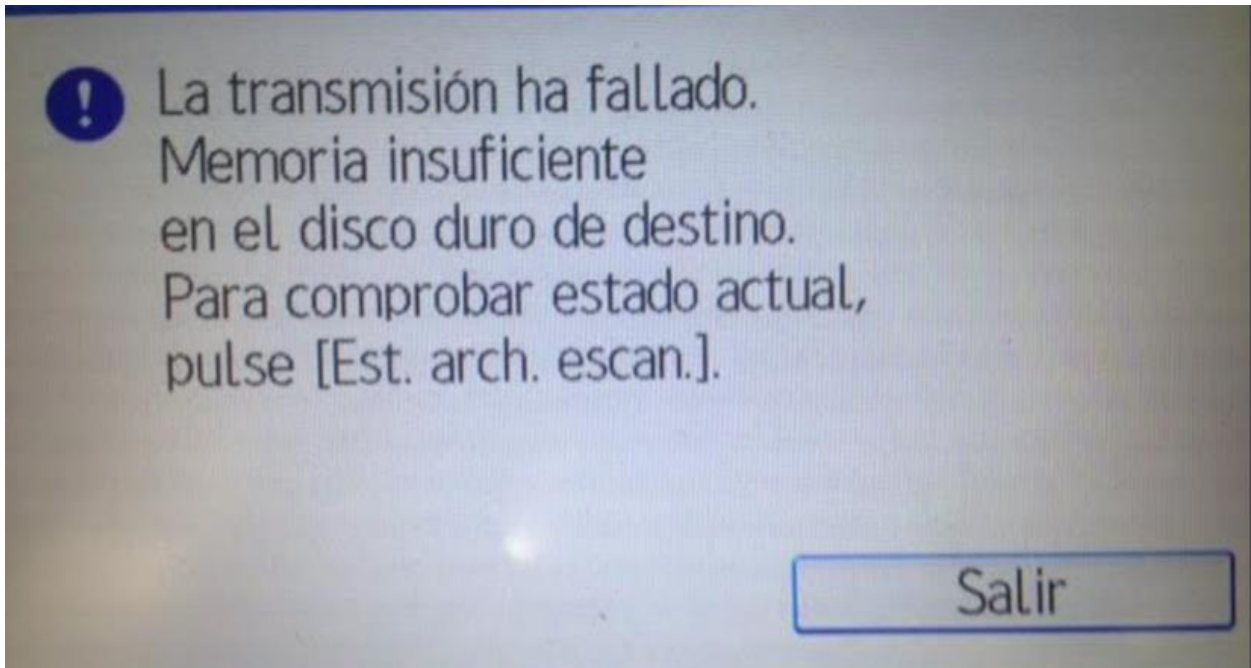 La transmisión ha fallado.
Memoria insuficiente
en el disco duro de destino.
Para comprobar estado actual,
pulse [Est. arch. escan.].
Salir